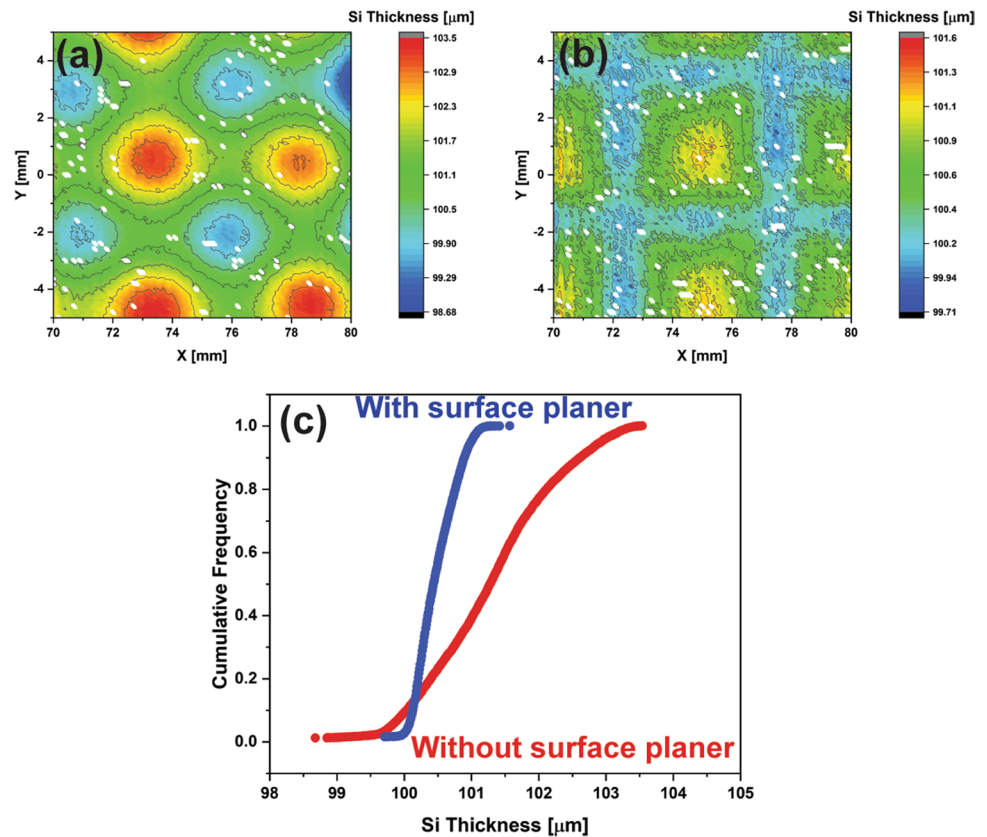 Si Thickness [μm]
(a)
103.5
102.9
102.3
101.7
101.1
100.5
99.90
99.29
98.68
4
2
0
-2
-4
Y [mm]
70 72 74 76 78 80
X [mm]
Si Thickness [μm]
(b)
101.6
101.3
101.1
100.9
100.6
100.4
100.2
99.94
99.71
4
2
0
-2
-4
Y [mm]
70 72 74 76 78 80
X [mm]
(c)
With surface planer
Without surface planer
1.0
0.8
0.6
0.4
0.2
0.0
Cumulative Frequency
98 99 100 101 102 103 104 105
Si Thickness [μm]